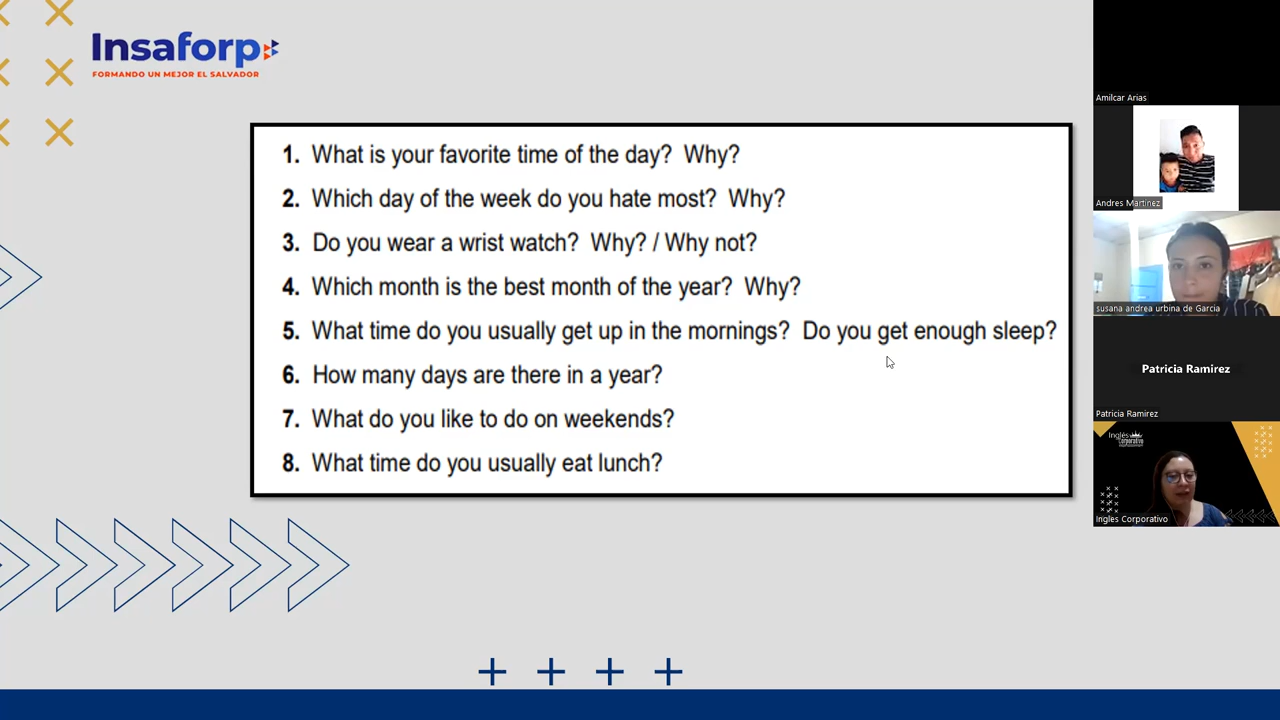 Insaforp
FORMANDO UN MEJOR EL SALVADOR
1. What is your favorite time of the day? Why?
2. Which day of the week do you hate most? Why?
3. Do you wear a wrist watch? Why? / Why not?
4. Which month is the best month of the year? Why?
5. What time do you usually get up in the mornings? Do you get enough sleep?
6. How many days are there in a year?
7. What do you like to do on weekends?
8. What time do you usually eat lunch?
Amilcar Arias
Andres Martinez
susana andrea urbina de Garcia
Patricia Ramirez
Patricia Ramirez
Inglés
Corporativo
Ingles Corporativo